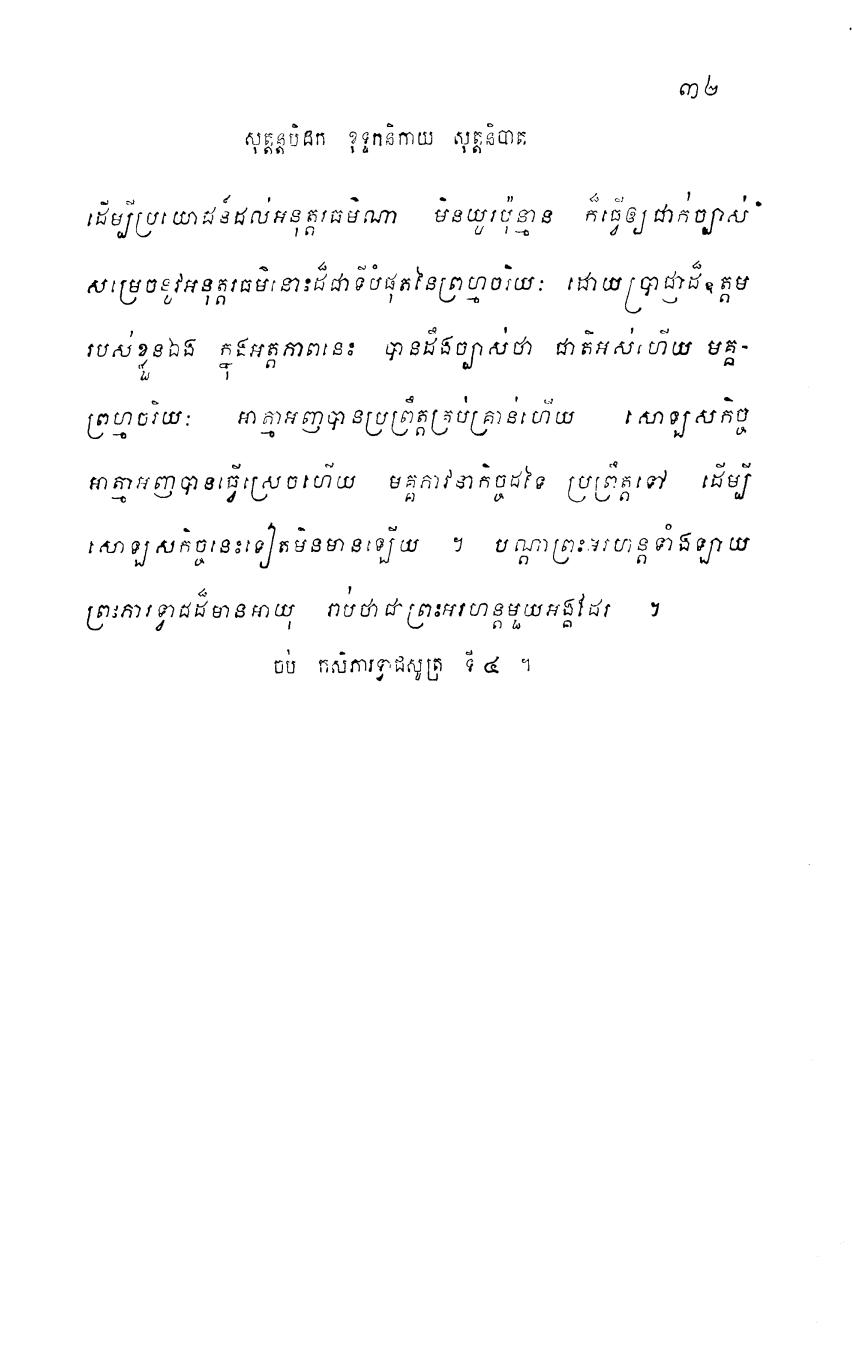 ៣២
សុត្តន្តបិដក ខុទ្ទកនិកាយ សុត្តនិបាត
ដើម្បីប្រយោជន៍ដល់អនុត្តរធម៌ណា មិនយូរប៉ុន្មាន ក៏ធ្វើឲ្យជាក់ច្បាស់
សម្រេចនូវអនុត្តរធម៌នោះដ៏ជាទីបំផុតនៃព្រហ្មចរិយៈ ដោយប្រាជ្ញាដ៏ឧត្តម
របស់ខ្លួនឯង ក្នុងអត្តភាពនេះ បានដឹងច្បាស់ថា ជាតិអស់ហើយ មគ្គ-
ព្រហ្មចរិយៈ អាត្មាអញបានប្រព្រឹត្តគ្រប់គ្រាន់ហើយ សោឡសកិច្ច
អាត្មាអញបានធ្វើស្រេចហើយ មគ្គភាវនាកិច្ចដទៃ ប្រព្រឹត្តទៅ ដើម្បី
សោឡសកិច្ចនេះទៀតមិនមានឡើយ ។ បណ្តាព្រះអរហន្តទាំងឡាយ
ព្រះភារទ្វាជដ៏មានអាយុ រាប់ថាជាព្រះអរហន្តមួយអង្គដែរ ។
ចប់ កសិភារទ្វាជសូត្រ ទី ៤ ។